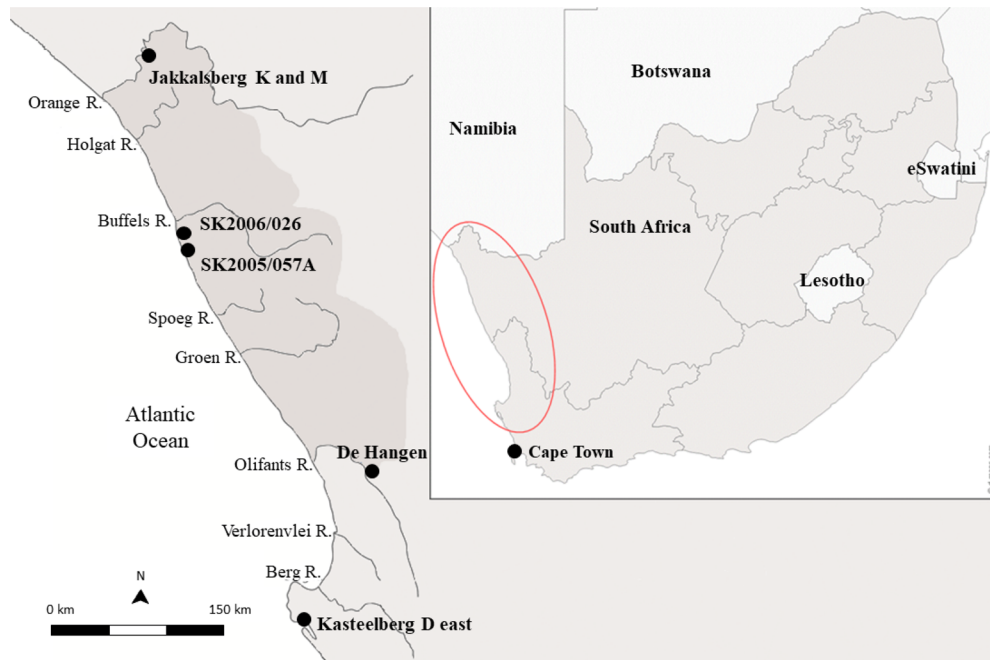 Jakkalsberg K and M
Orange R.
Holgat R.
Buffels R.
SK2006/026
SK2005/057A
Spoeg R.
Groen R.
Atlantic
Ocean
De Hangen
Olifants R.
Verlorenvlei R.
Berg R.
Kasteelberg D east
N
0 km
150 km
Botswana
Namibia
eSwatini
South Africa
Lesotho
Cape Town